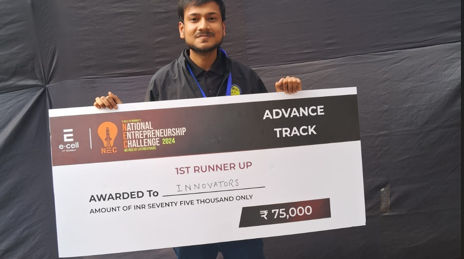 E
e-cell
NEC
NATIONAL
ENTREPRENEURSHIP
CHALLENGE 2024
ADVANCE
TRACK
1ST RUNNER UP
AWARDED To INNOVATORS
AMOUNT OF INR SEVENTY FIVE THOUSAND ONLY
₹ 75,000